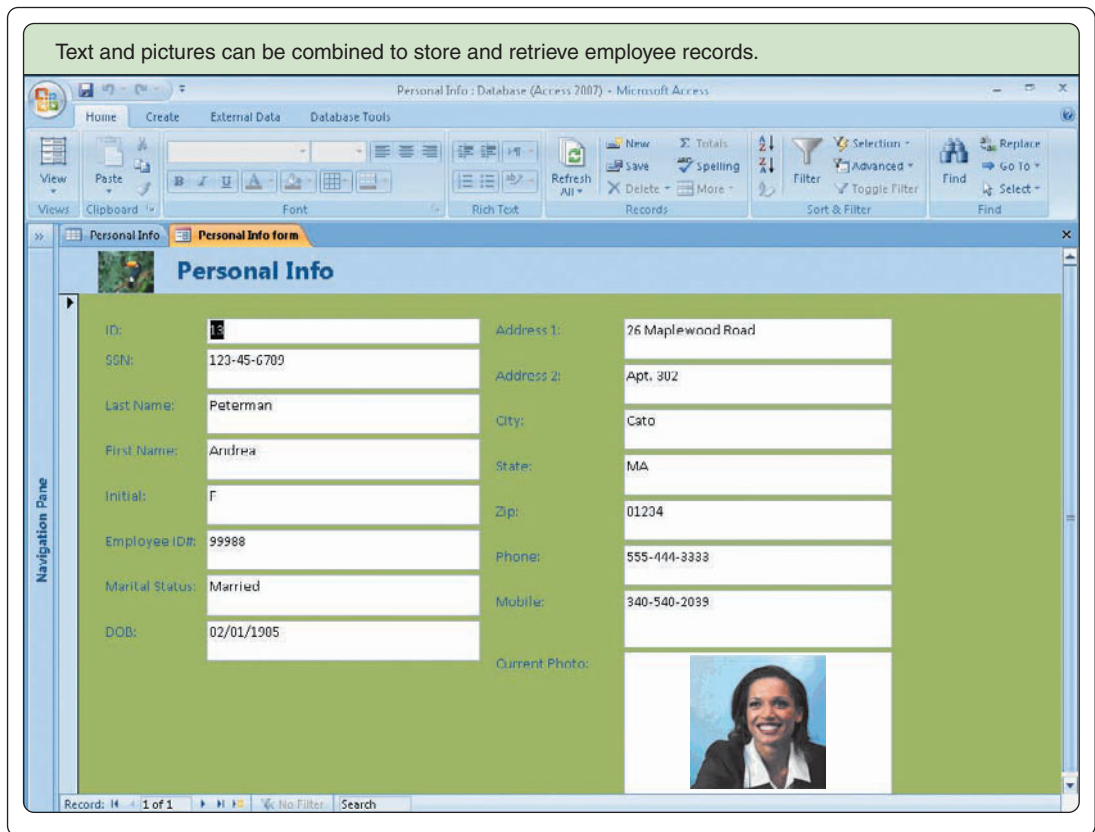 Text and pictures can be combined to store and retrieve employee records.
Personal Info : Database (Access 2007) - Microsoft Access
Home Create External Data Database Tools
View
Paste
B I U
Refresh All
New
Save
Delete
Σ Totals
Spelling
More
Filter
Selection
Advanced
Toggle Filter
Find
Replace
Go To
Select
Views Clipboard Font Rich Text Records Sort & Filter Find
Personal Info Personal Info form
Personal Info
Navigation Pane
ID: 13
SSN: 123-45-6789
Last Name: Peterman
First Name: Andrea
Initial: F
Employee ID#: 99988
Marital Status: Married
DOB: 02/01/1985
Address 1: 26 Maplewood Road
Address 2: Apt. 302
City: Cato
State: MA
Zip: 01234
Phone: 555-444-3333
Mobile: 340-540-2039
Current Photo:
Record: 1 of 1 No Filter Search